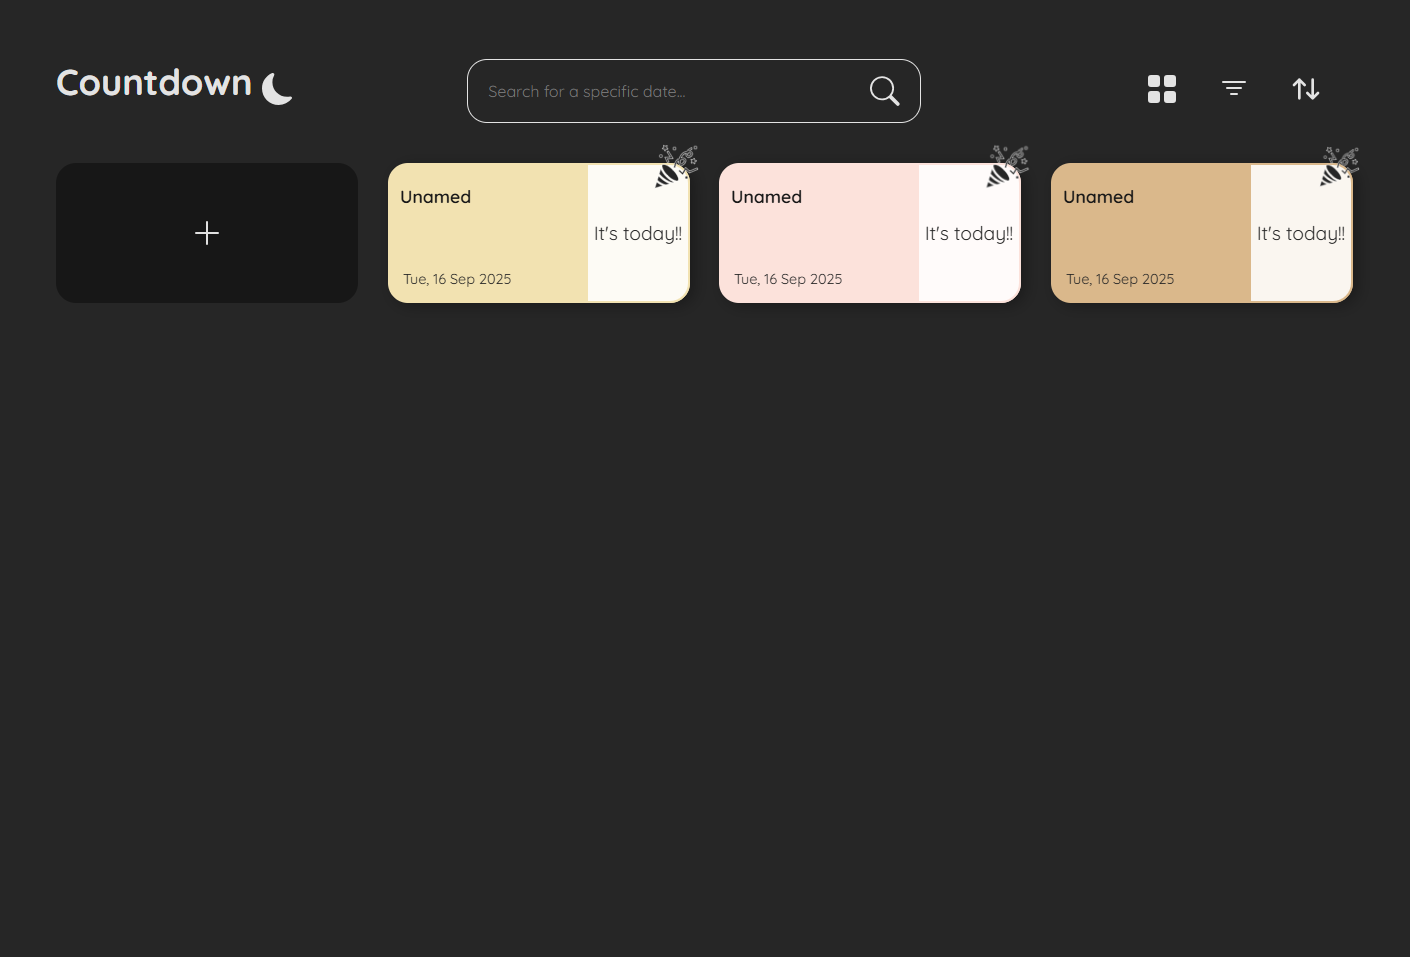 Countdown
Search for a specific date...
Unamed
It's today!!
Tue, 16 Sep 2025
Unamed
It's today!!
Tue, 16 Sep 2025
Unamed
It's today!!
Tue, 16 Sep 2025